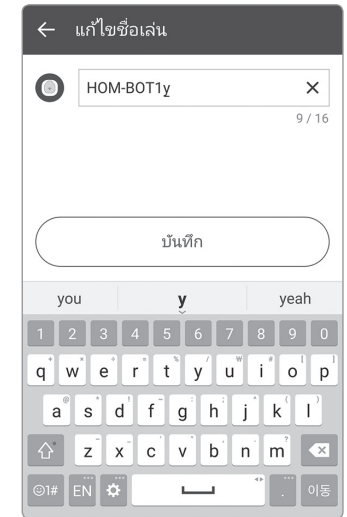 แก้ไขชื่อเล่น
HOM-BOT1y
9 / 16
บันทึก
you y yeah
1 2 3 4 5 6 7 8 9 0
q w e r t y u i o p
a s d f g h j k l
z x c v b n m
☺1# EN . 이동